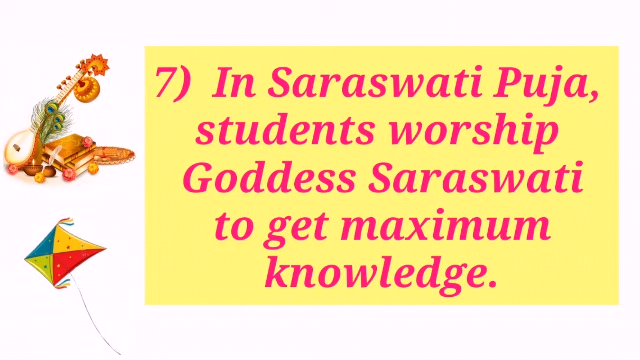 7) In Saraswati Puja,
students worship
Goddess Saraswati
to get maximum
knowledge.